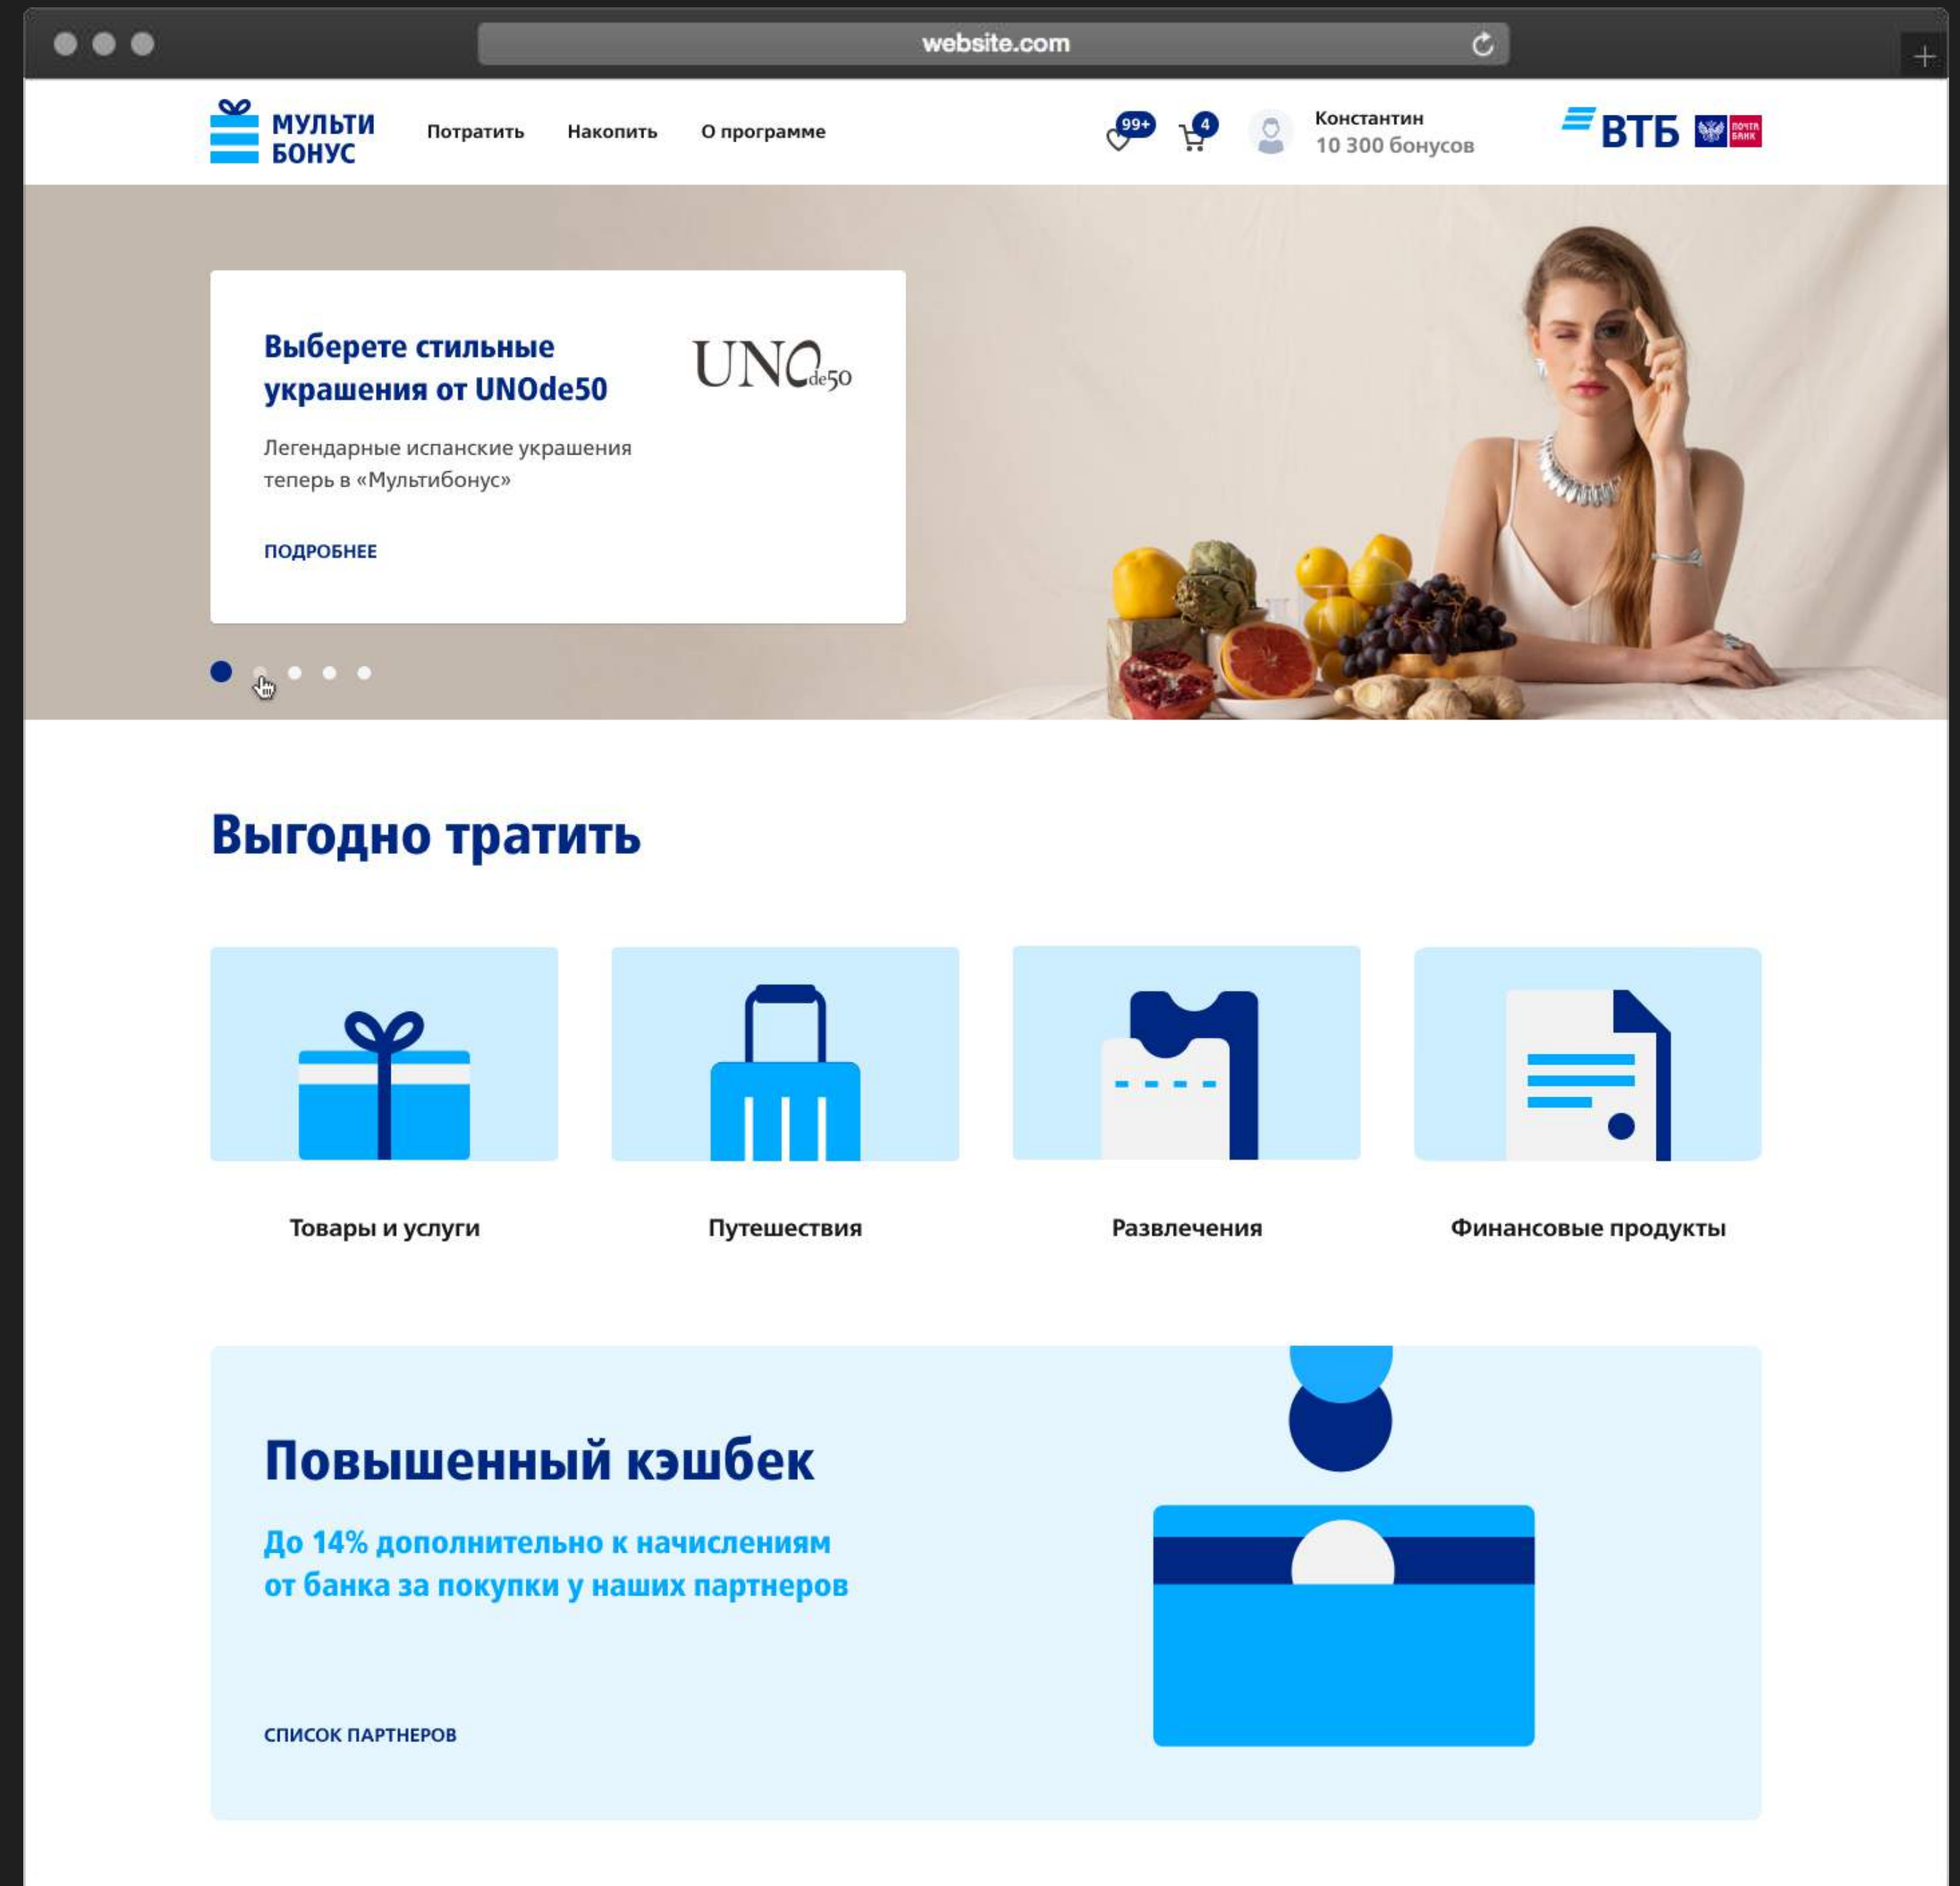 website.com
МУЛЬТИ
БОНУС
Потратить Накопить О программе
99+
4
Константин
10 300 бонусов
ВТБ
ПОЧТА
БАНК
Выберете стильные
украшения от UNOde50
UNOde50
Легендарные испанские украшения
теперь в «Мультибонус»
ПОДРОБНЕЕ
Выгодно тратить
Товары и услуги
Путешествия
Развлечения
Финансовые продукты
Повышенный кэшбек
До 14% дополнительно к начислениям
от банка за покупки у наших партнеров
СПИСОК ПАРТНЕРОВ